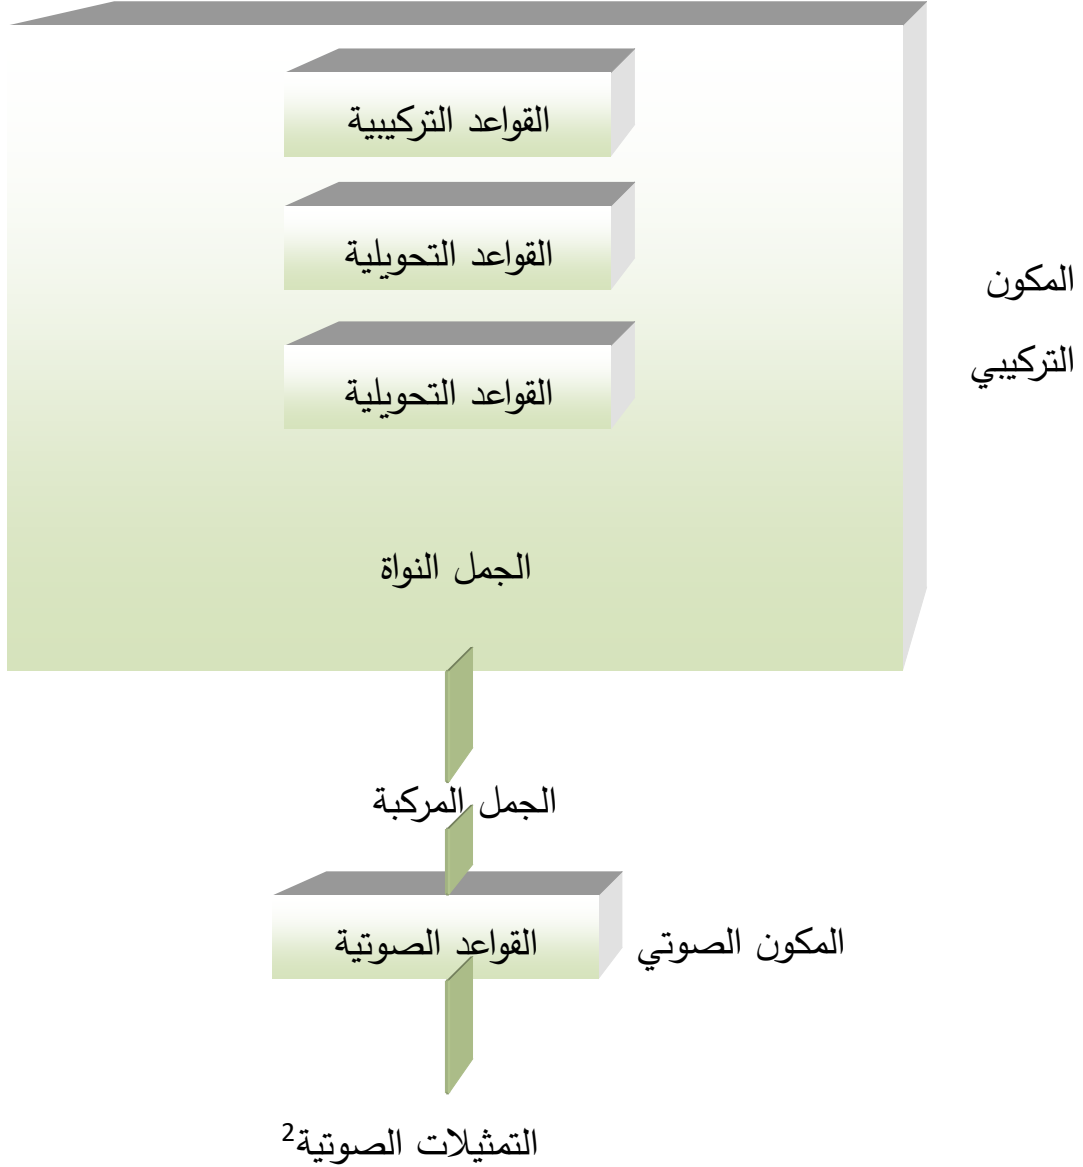 القواعد التركيبية
القواعد التحويلية
المكون
التركيبي
القواعد التحويلية
الجمل النواة
الجمل المركبة
القواعد الصوتية
المكون الصوتي
التمثيلات الصوتية2